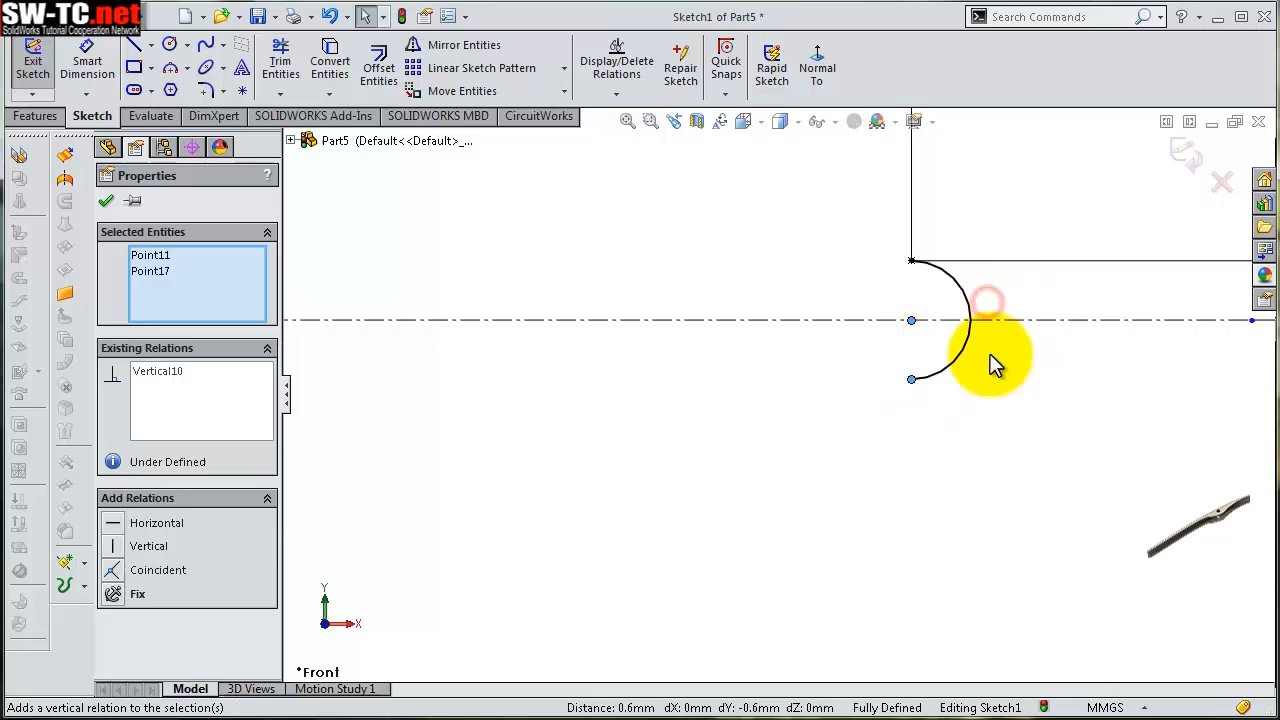 SW-TC.net
SolidWorks Tutorial Cooperation Network
Sketch1 of Part5 *
Search Commands
Exit Sketch
Smart Dimension
Trim Entities
Convert Entities
Offset Entities
Mirror Entities
Linear Sketch Pattern
Move Entities
Display/Delete Relations
Repair Sketch
Quick Snaps
Rapid Sketch
Normal To
Features
Sketch
Evaluate
DimXpert
SOLIDWORKS Add-Ins
SOLIDWORKS MBD
CircuitWorks
Part5 (Default<<Default>_...
Properties
?
Selected Entities
Point11
Point17
Existing Relations
Vertical10
Under Defined
Add Relations
Horizontal
Vertical
Coincident
Fix
Y
X
*Front
Model
3D Views
Motion Study 1
Adds a vertical relation to the selection(s)
Distance: 0.6mm dX: 0mm dY: -0.6mm dZ: 0mm
Fully Defined
Editing Sketch1
MMGS